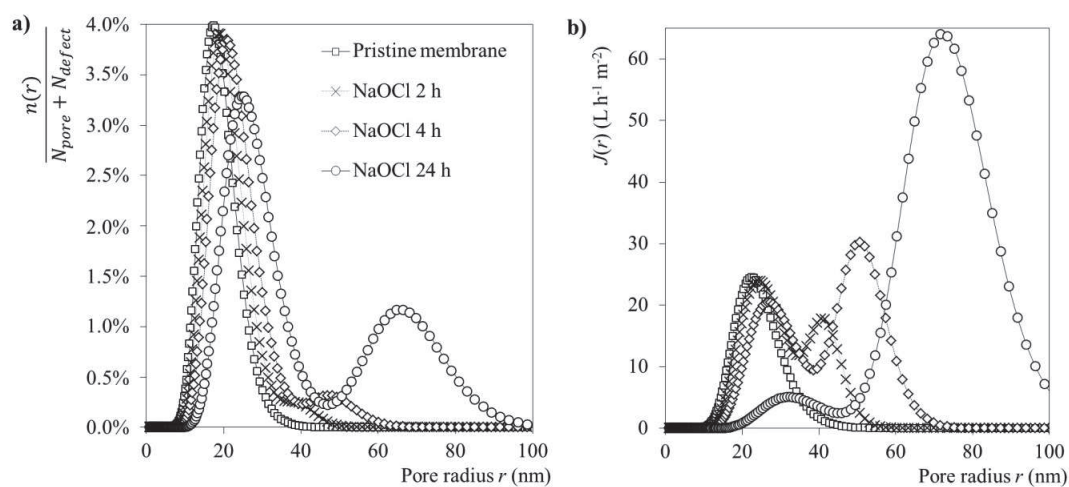 a)
n(r)
N_pore + N_defect
4.0%
3.5%
3.0%
2.5%
2.0%
1.5%
1.0%
0.5%
0.0%
Pristine membrane
NaOCl 2 h
NaOCl 4 h
NaOCl 24 h
0 20 40 60 80 100
Pore radius r (nm)
b)
J(r) (L h⁻¹ m⁻²)
60
50
40
30
20
10
0
0 20 40 60 80 100
Pore radius r (nm)